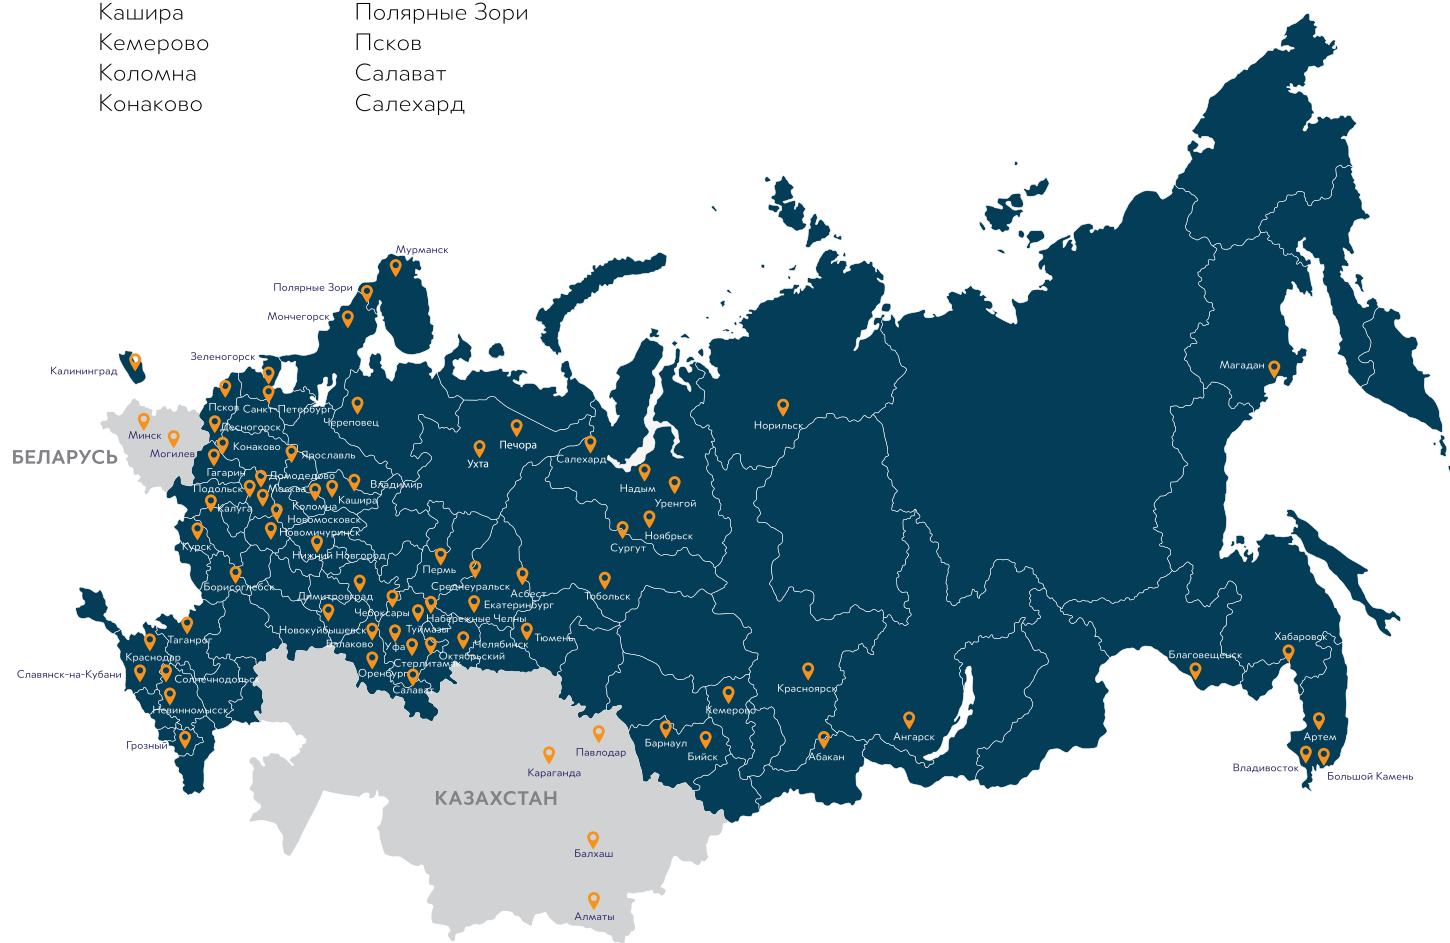 Кашира
Кемерово
Коломна
Конаково
Полярные Зори
Псков
Салават
Салехард
Мурманск
Полярные Зори
Мончегорск
Зеленогорск
Калининград
Магадан
Псков
Санкт-Петербург
Череповец
Норильск
Десногорск
Минск
Могилев
БЕЛАРУСЬ
Конаково
Ярославль
Печора
Ухта
Салехард
Гагарин
Домодедово
Подольск
Москва
Владимир
Надым
Кашира
Уренгой
Калуга
Коломна
Новомосковск
Новомичуринск
Ноябрьск
Курск
Сургут
Нижний Новгород
Пермь
Борисоглебск
Среднеуральск
Асбест
Димитровград
Тобольск
Екатеринбург
Чебоксары
Набережные Челны
Новокуйбышевск
Туймазы
Таганрог
Тюмень
Хабаровск
Балаково
Уфа
Челябинск
Краснодар
Октябрьский
Благовещенск
Стерлитамак
Славянск-на-Кубани
Солнечнодольск
Оренбург
Салават
Красноярск
Невинномысск
Кемерово
Грозный
Ангарск
Артем
Барнаул
Павлодар
Бийск
Абакан
Караганда
Владивосток
Большой Камень
КАЗАХСТАН
Балхаш
Алматы